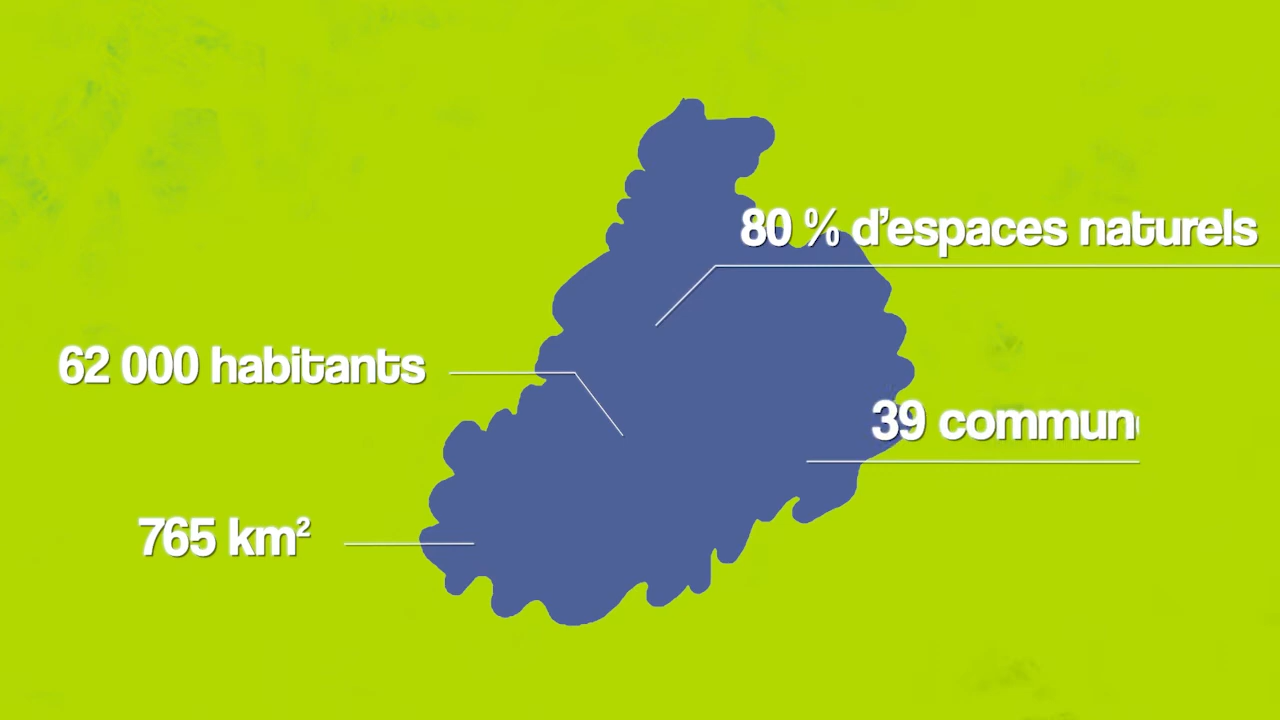 80 % d’espaces naturels
62 000 habitants
39 commun
765 km²